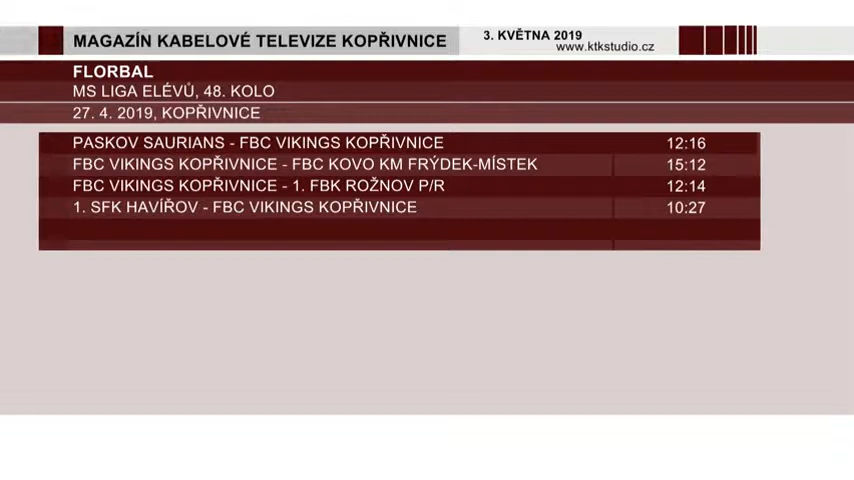 MAGAZÍN KABELOVÉ TELEVIZE KOPŘIVNICE
3. KVĚTNA 2019
www.ktkstudio.cz
FLORBAL
MS LIGA ELÉVŮ, 48. KOLO
27. 4. 2019, KOPŘIVNICE
PASKOV SAURIANS - FBC VIKINGS KOPŘIVNICE 12:16
FBC VIKINGS KOPŘIVNICE - FBC KOVO KM FRÝDEK-MÍSTEK 15:12
FBC VIKINGS KOPŘIVNICE - 1. FBK ROŽNOV P/R 12:14
1. SFK HAVÍŘOV - FBC VIKINGS KOPŘIVNICE 10:27